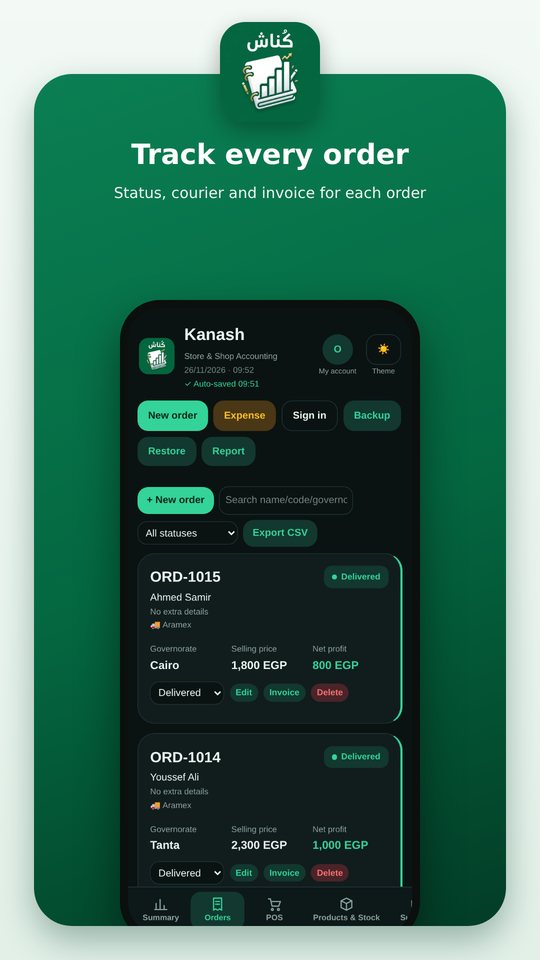 كُناش
Track every order
Status, courier and invoice for each order
كُناش
Kanash
Store & Shop Accounting
26/11/2026 · 09:52
✓ Auto-saved 09:51
O
My account
Theme
New order
Expense
Sign in
Backup
Restore
Report
+ New order
Search name/code/governc
All statuses
Export CSV
ORD-1015
Delivered
Ahmed Samir
No extra details
Aramex
Governorate Selling price Net profit
Cairo 1,800 EGP 800 EGP
Delivered Edit Invoice Delete
ORD-1014
Delivered
Youssef Ali
No extra details
Aramex
Governorate Selling price Net profit
Tanta 2,300 EGP 1,000 EGP
Delivered Edit Invoice Delete
Summary Orders POS Products & Stock